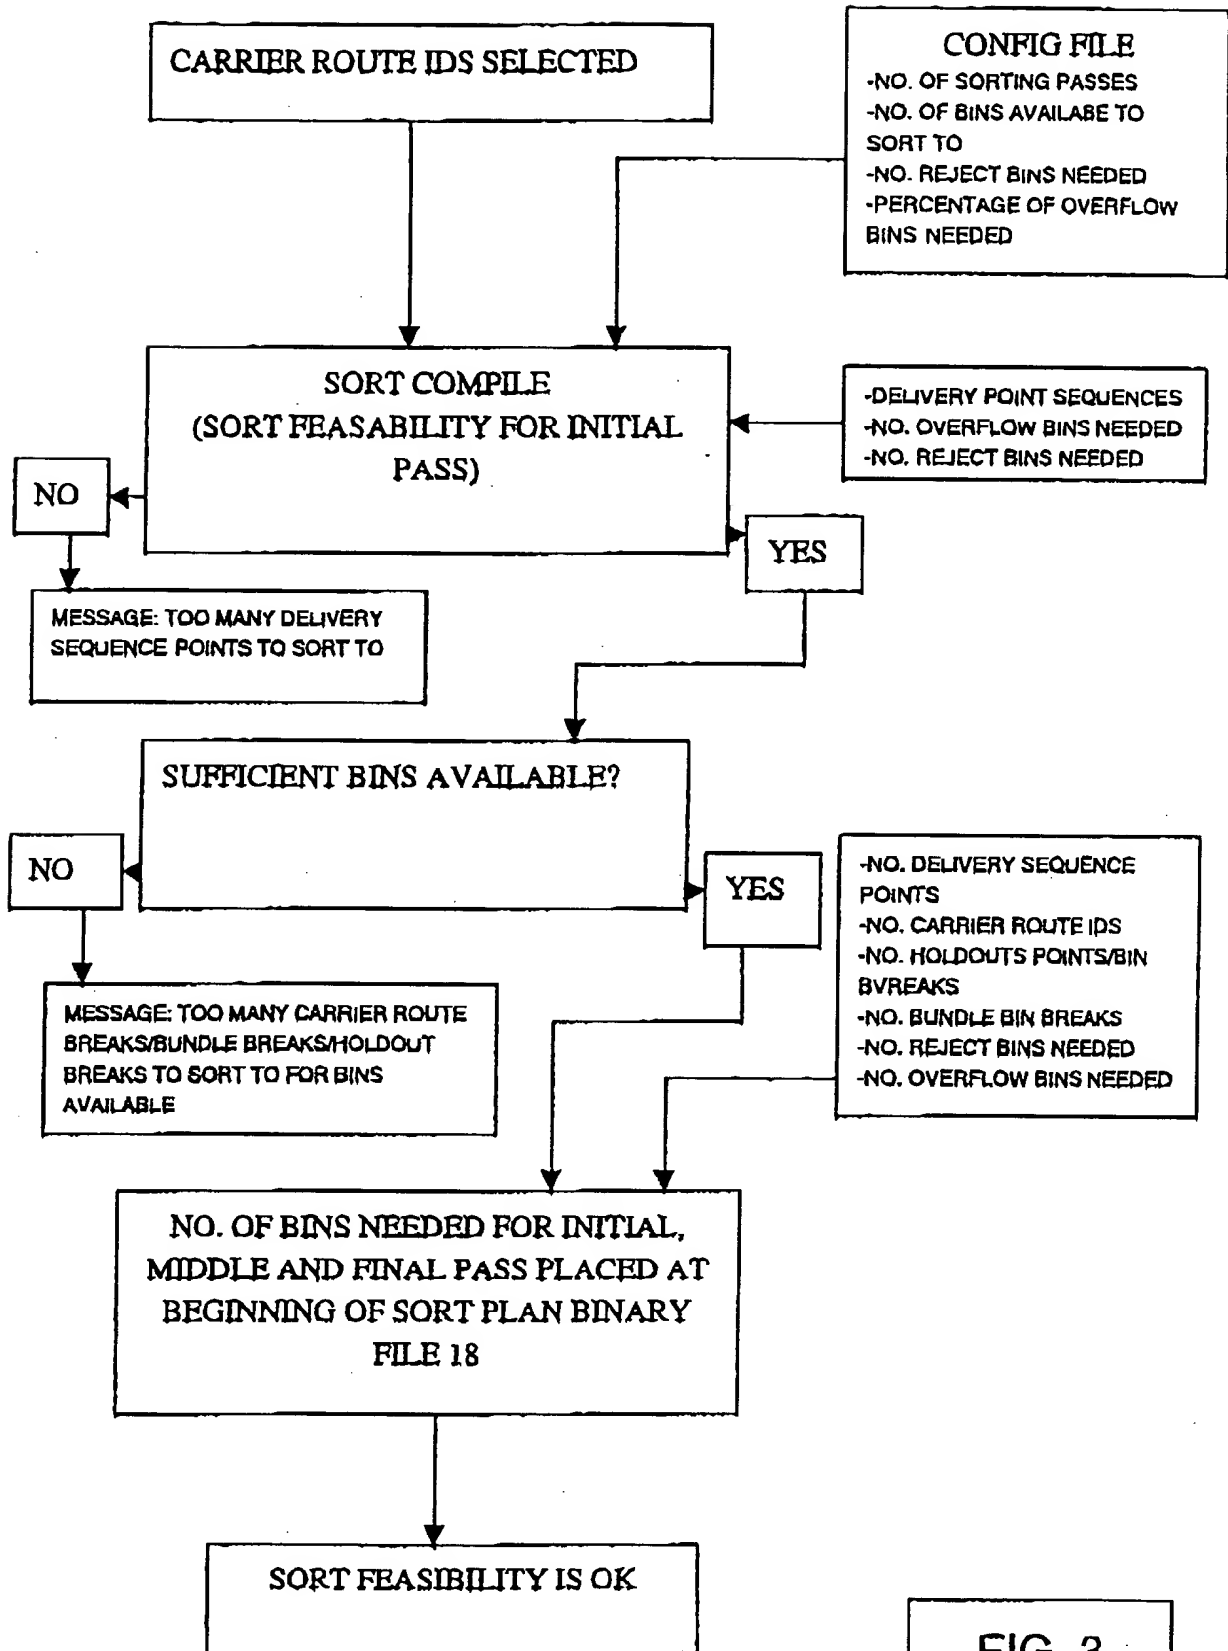 CARRIER ROUTE IDS SELECTED
CONFIG FILE
-NO. OF SORTING PASSES
-NO. OF BINS AVAILABE TO
SORT TO
-NO. REJECT BINS NEEDED
-PERCENTAGE OF OVERFLOW
BINS NEEDED
SORT COMPILE
(SORT FEASABILITY FOR INITIAL
PASS)
-DELIVERY POINT SEQUENCES
-NO. OVERFLOW BINS NEEDED
-NO. REJECT BINS NEEDED
NO
YES
MESSAGE: TOO MANY DELIVERY
SEQUENCE POINTS TO SORT TO
SUFFICIENT BINS AVAILABLE?
NO
YES
-NO. DELIVERY SEQUENCE
POINTS
-NO. CARRIER ROUTE IDS
-NO. HOLDOUTS POINTS/BIN
BVREAKS
-NO. BUNDLE BIN BREAKS
-NO. REJECT BINS NEEDED
-NO. OVERFLOW BINS NEEDED
MESSAGE: TOO MANY CARRIER ROUTE
BREAKS/BUNDLE BREAKS/HOLDOUT
BREAKS TO SORT TO FOR BINS
AVAILABLE
NO. OF BINS NEEDED FOR INITIAL,
MIDDLE AND FINAL PASS PLACED AT
BEGINNING OF SORT PLAN BINARY
FILE 18
SORT FEASIBILITY IS OK
FIG.